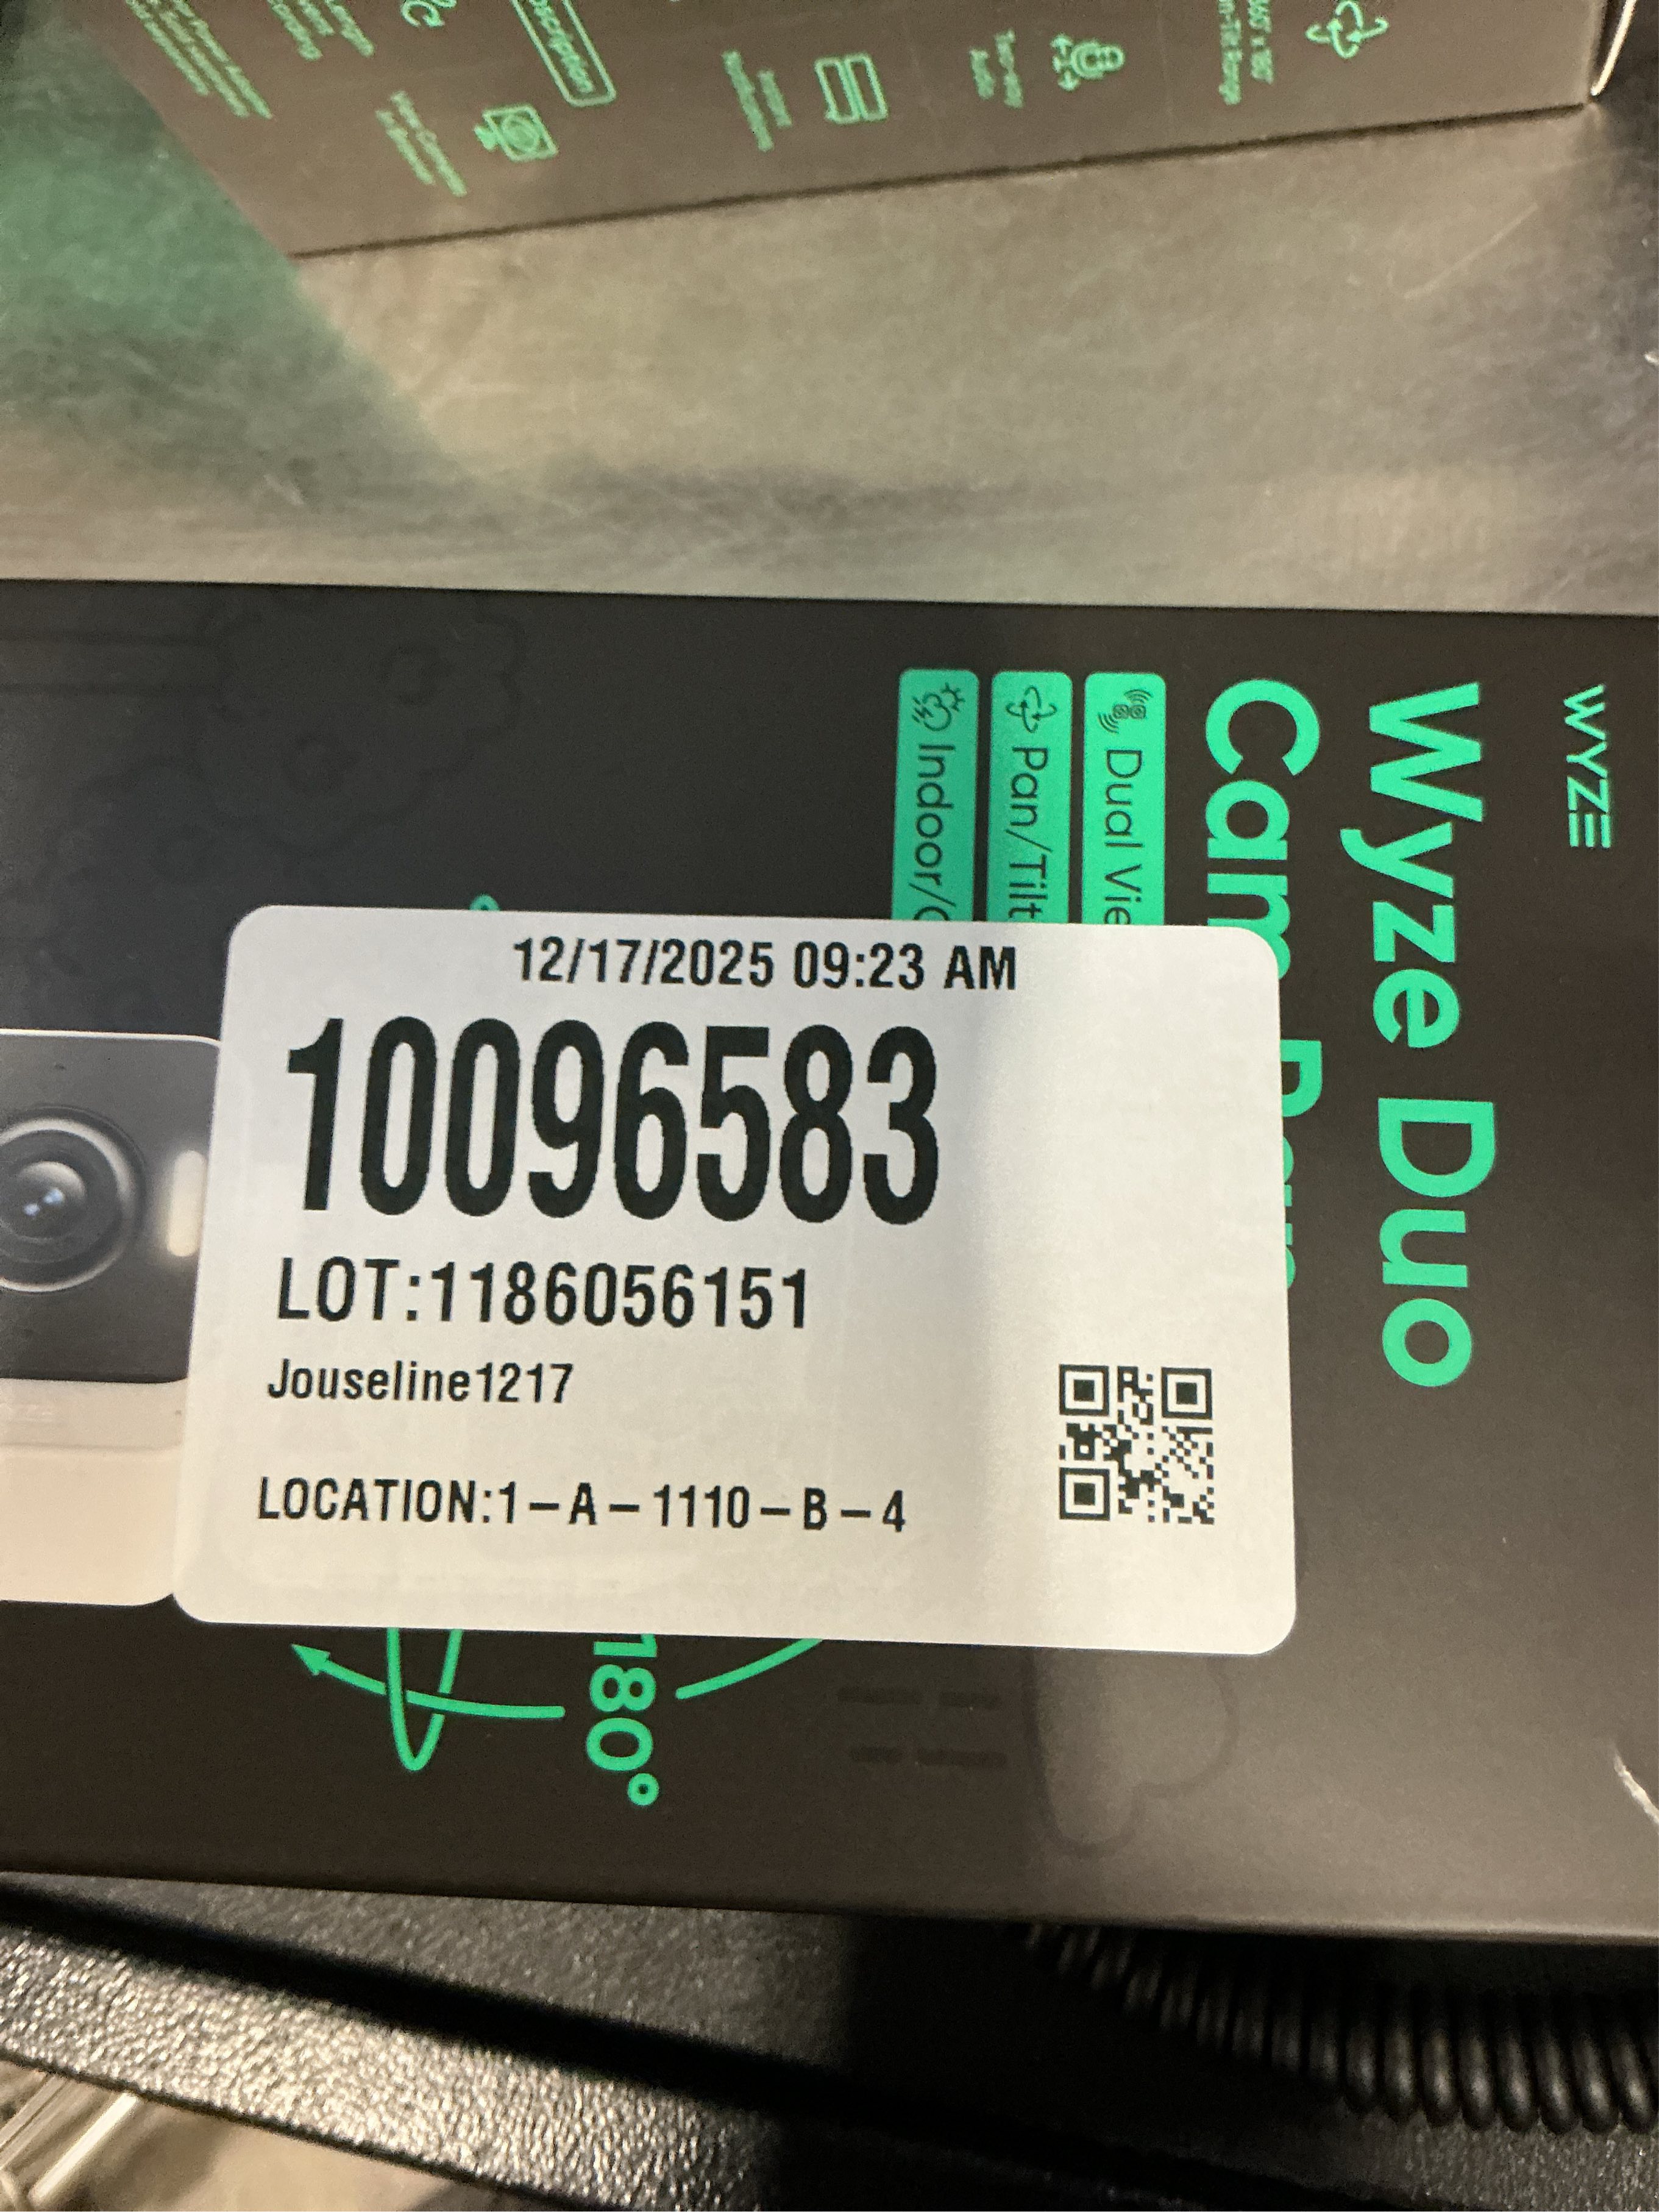 12/17/2025 09:23 AM
10096583
LOT:1186056151
Jouseline1217
LOCATION:1-A-1110-B-4
WYZE
Wyze Duo
Cam
Dual
Pan/Tilt
Indoor/
180°